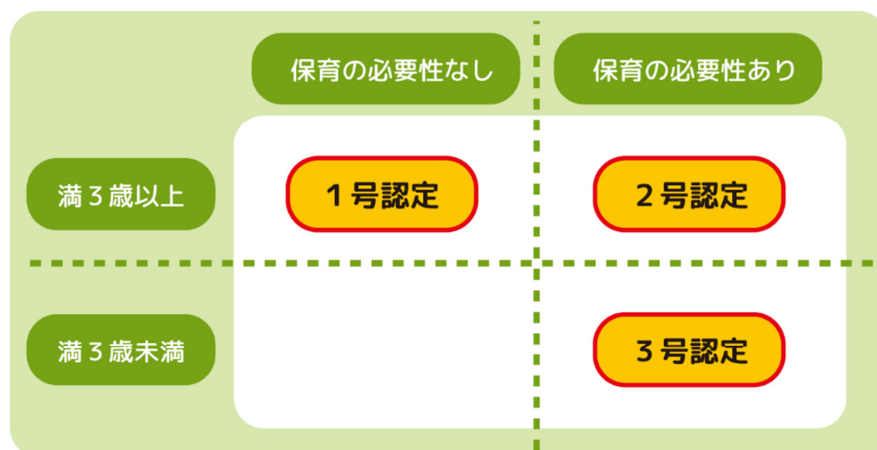 保育の必要性なし
保育の必要性あり
満３歳以上
１号認定
２号認定
満３歳未満
３号認定